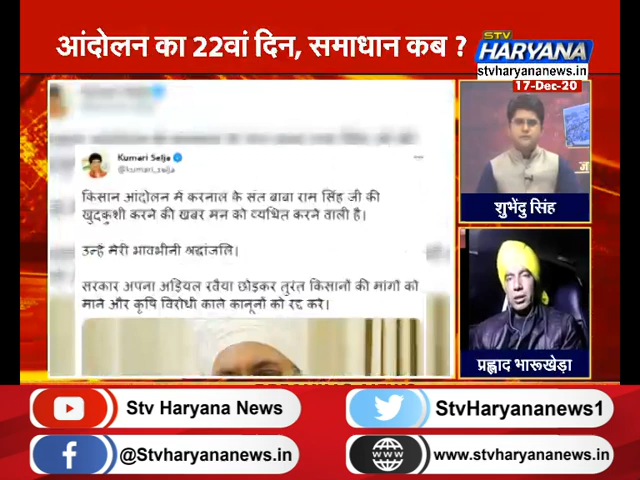 आंदोलन का 22वां दिन, समाधान कब ?
STV
HARYANA
stvharyananews.in
17-Dec-20
Kumari Selja
@kumari_selja
किसान आंदोलन में करनाल के संत बाबा राम सिंह जी की
खुदकुशी करने की खबर मन को व्यथित करने वाली है।
उन्हें मेरी भावभीनी श्रद्धांजलि।
सरकार अपना अड़ियल रवैया छोड़कर तुरंत किसानों की मांगों को
माने और कृषि विरोधी काले कानूनों को रद्द करे।
शुभेंदु सिंह
प्रह्लाद भारूखेड़ा
Stv Haryana News
StvHaryananews1
@Stvharyananews.in
www.stvharyananews.in